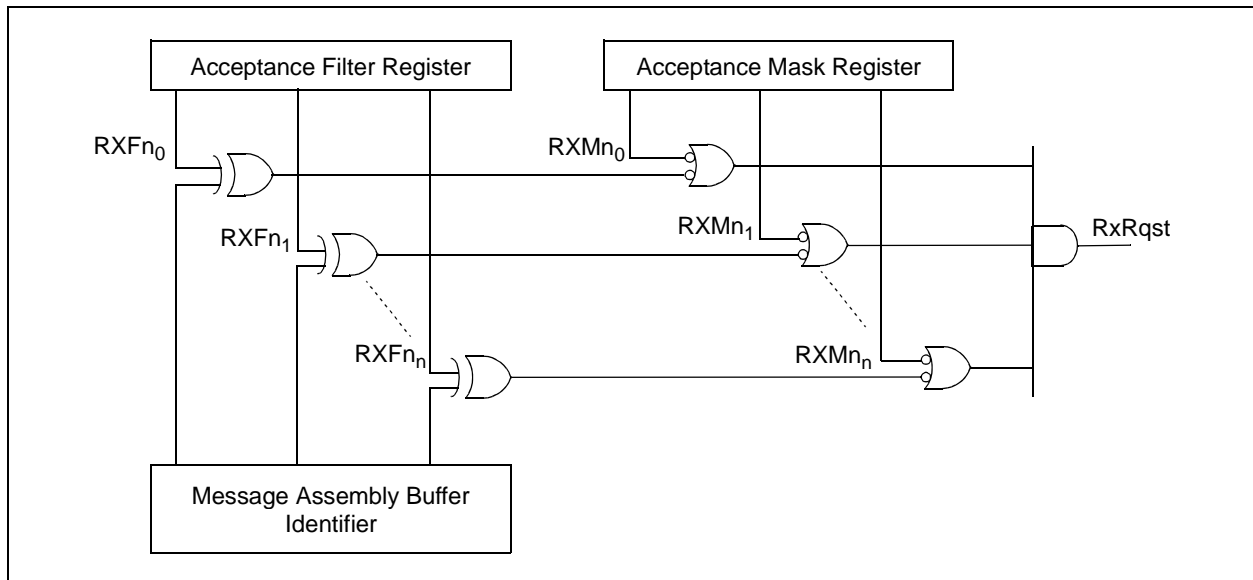 Acceptance Filter Register
Acceptance Mask Register
RXFn0
RXMn0
RXFn1
RXMn1
RxRqst
RXFnn
RXMnn
Message Assembly Buffer
Identifier